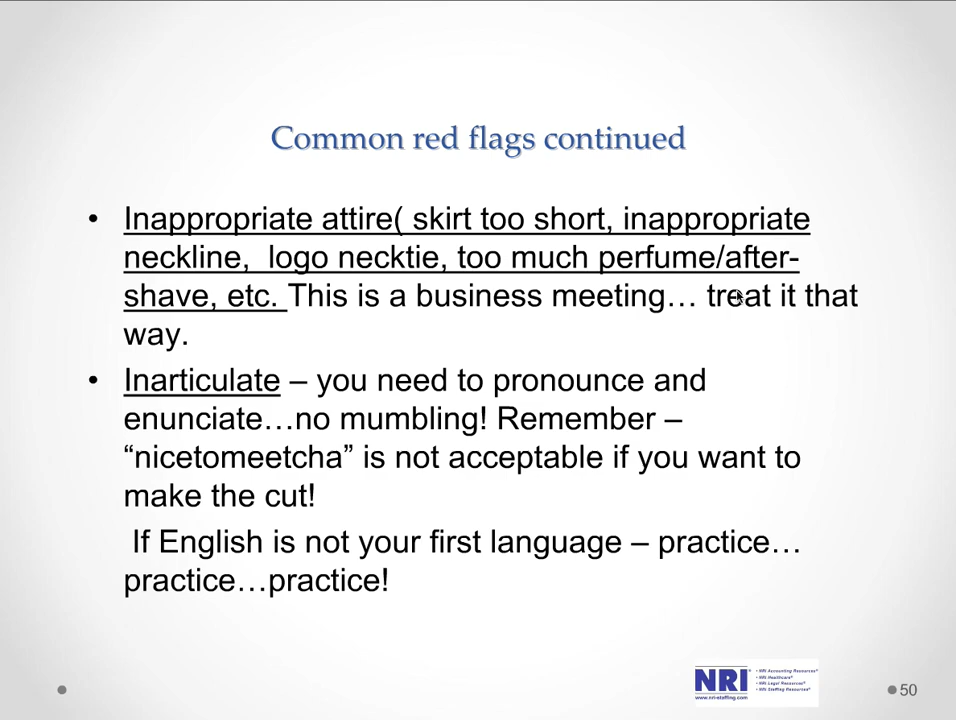 Common red flags continued
• Inappropriate attire( skirt too short, inappropriate
neckline,  logo necktie, too much perfume/after-
shave, etc. This is a business meeting… treat it that
way.
• Inarticulate – you need to pronounce and
enunciate…no mumbling! Remember –
“nicetomeetcha” is not acceptable if you want to
make the cut!
If English is not your first language – practice…
practice…practice!
NRI®
www.nri-staffing.com
• NRI Accounting Resources®
• NRI Healthcare®
• NRI Legal Resources®
• NRI Staffing Resources®
50